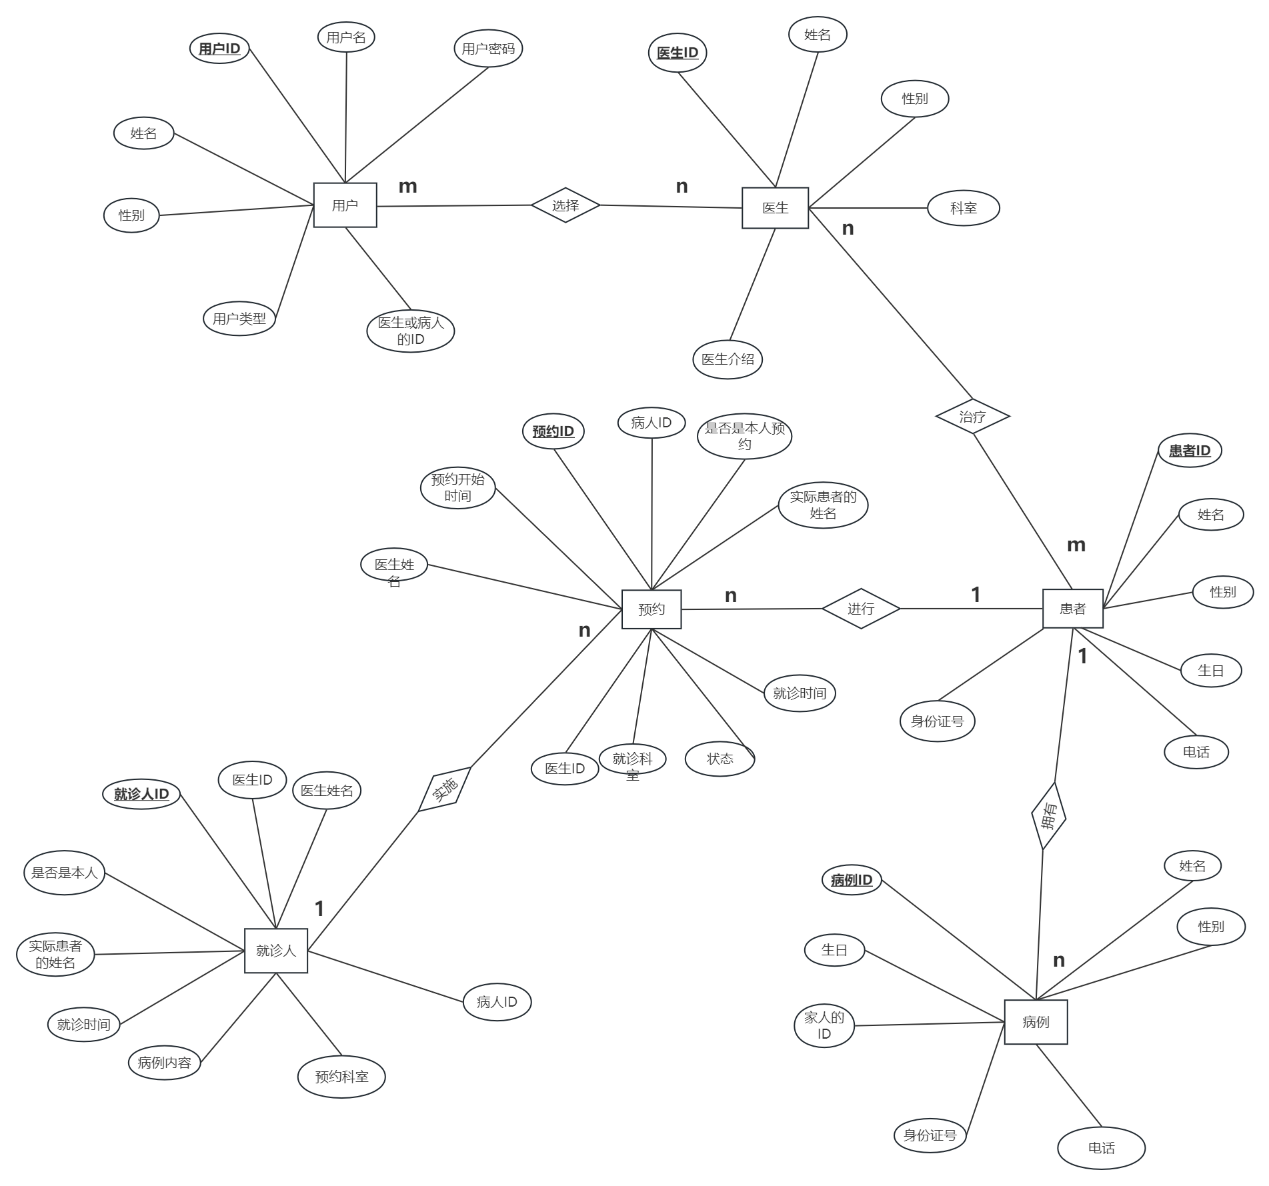 用户ID
用户名
用户密码
姓名
性别
用户类型
医生或病人
的ID
用户
m
选择
n
医生ID
姓名
性别
科室
医生
n
医生介绍
治疗
m
患者ID
姓名
性别
生日
电话
身份证号
患者
1
1
进行
n
预约ID
病人ID
是否是本人预
约
实际患者的
姓名
预约开始
时间
医生姓
名
预约
n
就诊时间
状态
就诊科
室
医生ID
实施
1
就诊人ID
医生ID
医生姓名
是否是本人
实际患者
的姓名
就诊时间
病例内容
预约科室
病人ID
就诊人
拥有
n
病例ID
姓名
性别
生日
家人的
ID
身份证号
电话
病例